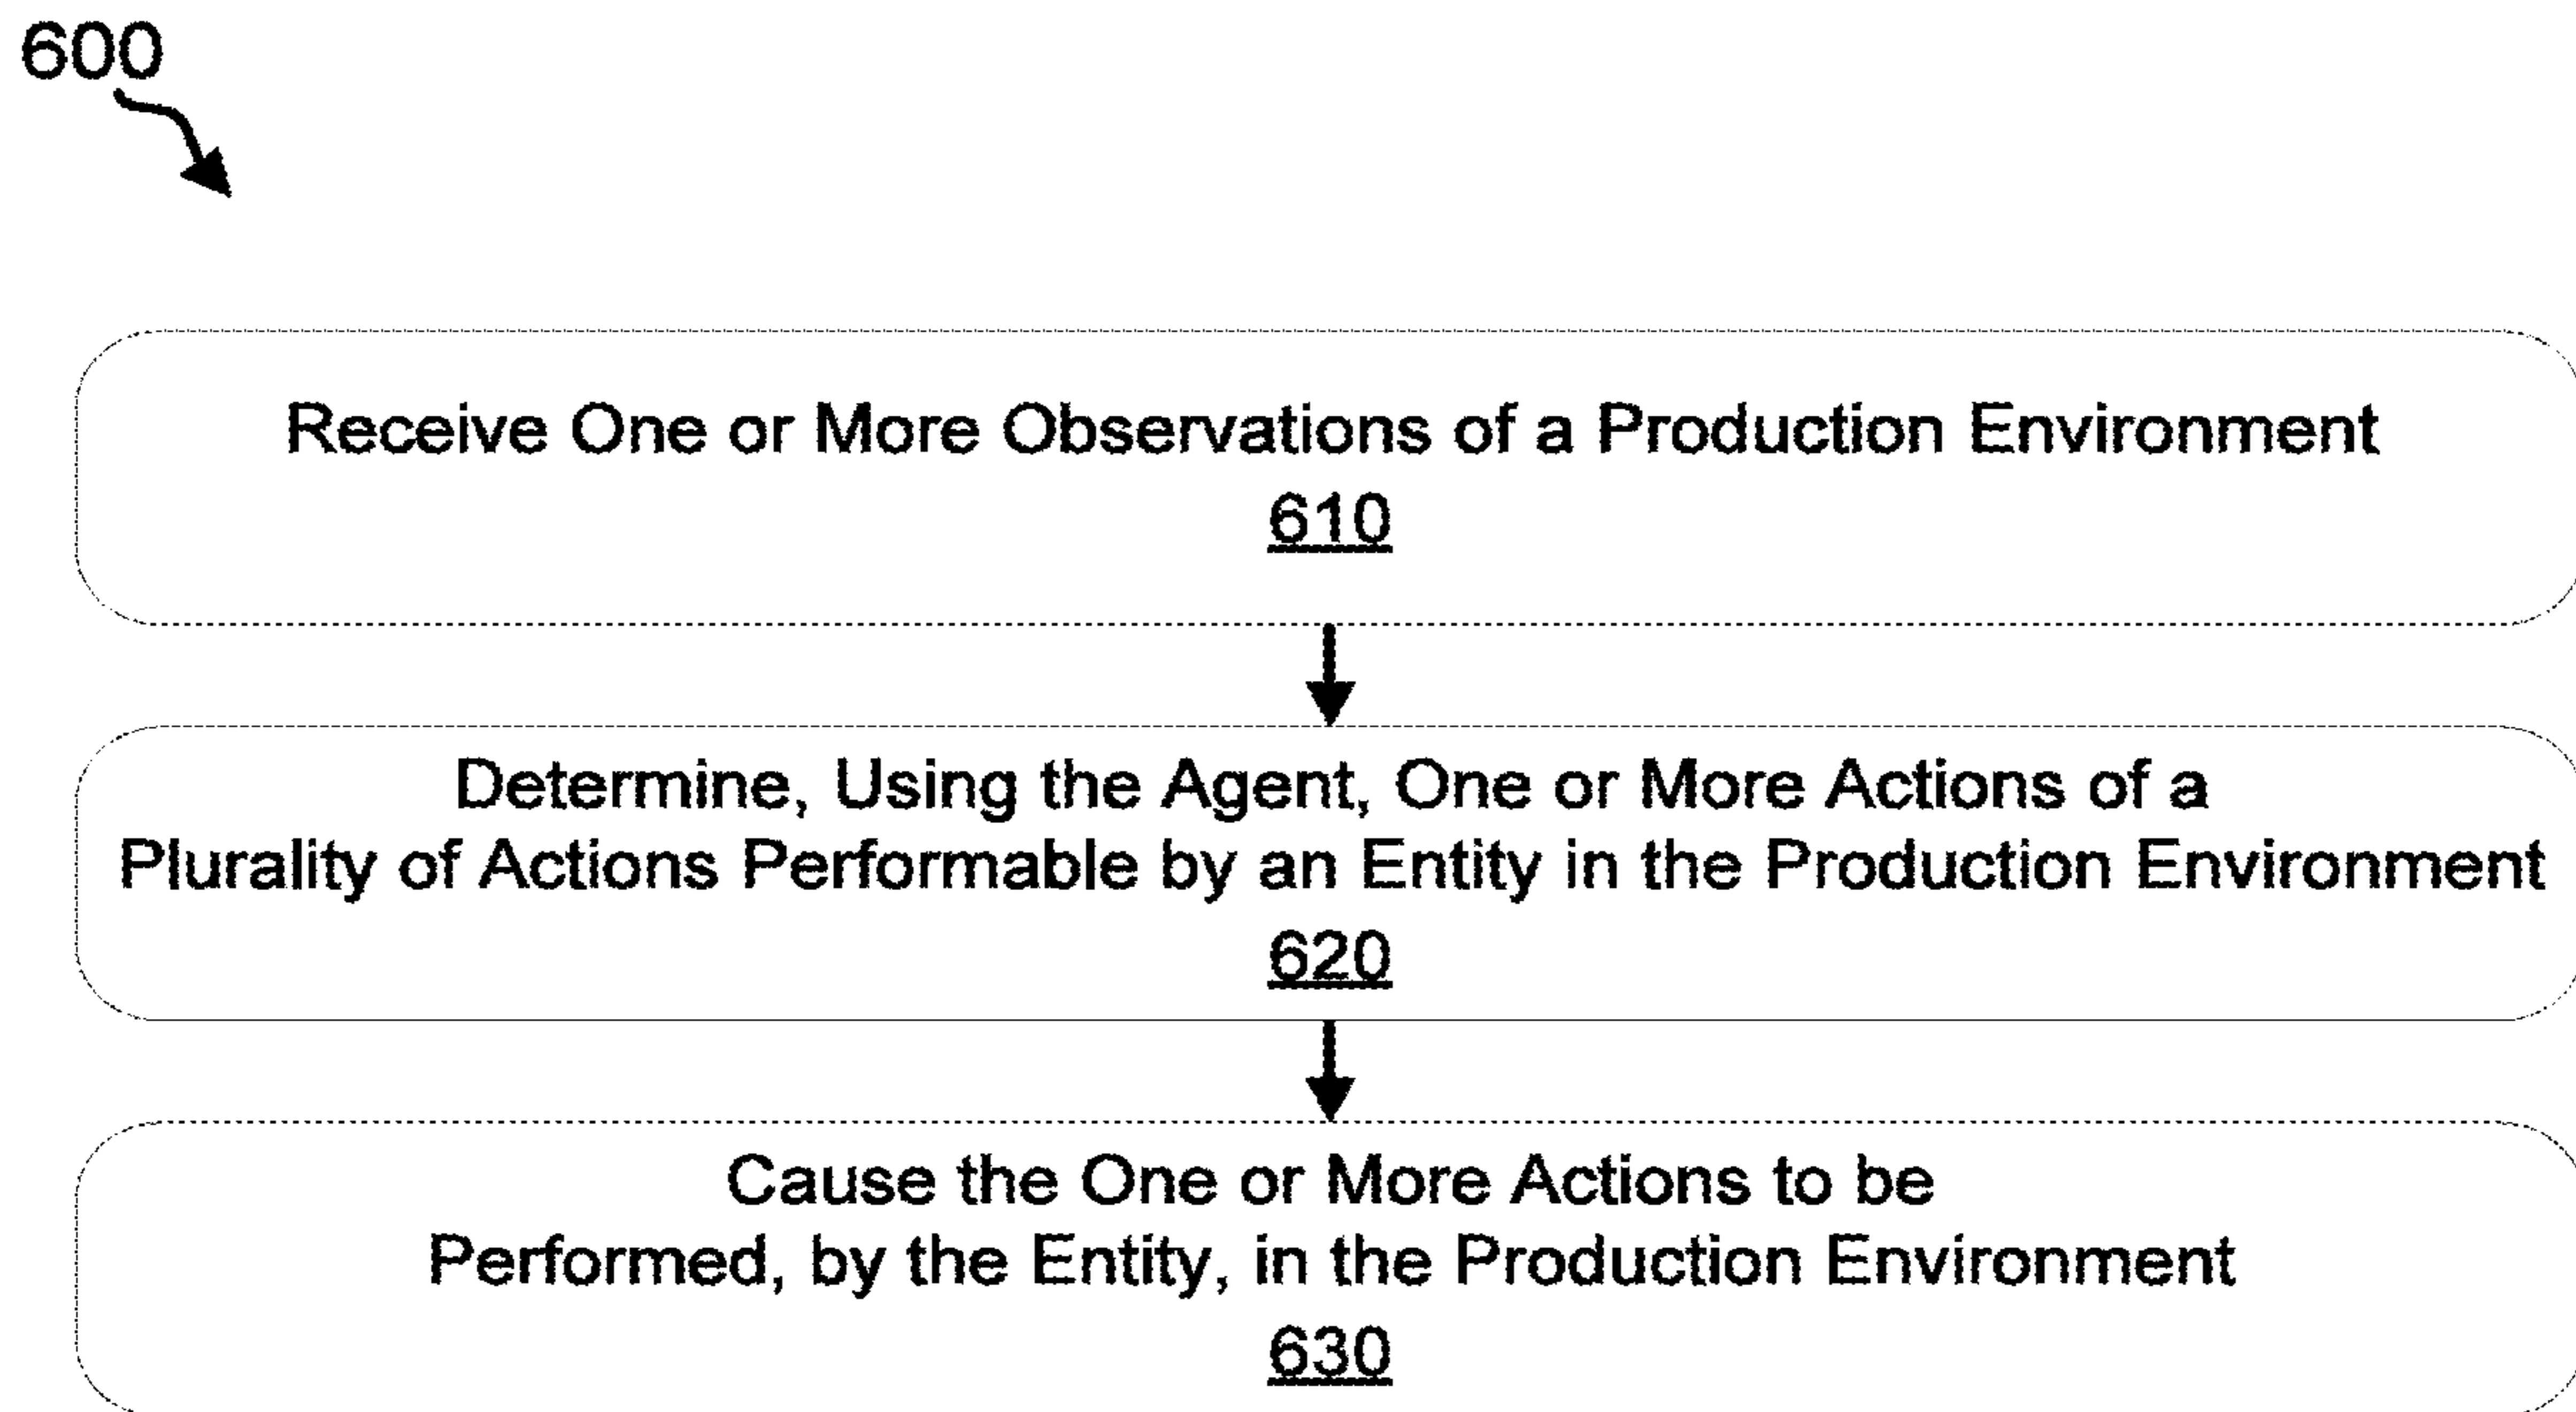 600
Receive One or More Observations of a Production Environment
610
Determine, Using the Agent, One or More Actions of a
Plurality of Actions Performable by an Entity in the Production Environment
620
Cause the One or More Actions to be
Performed, by the Entity, in the Production Environment
630